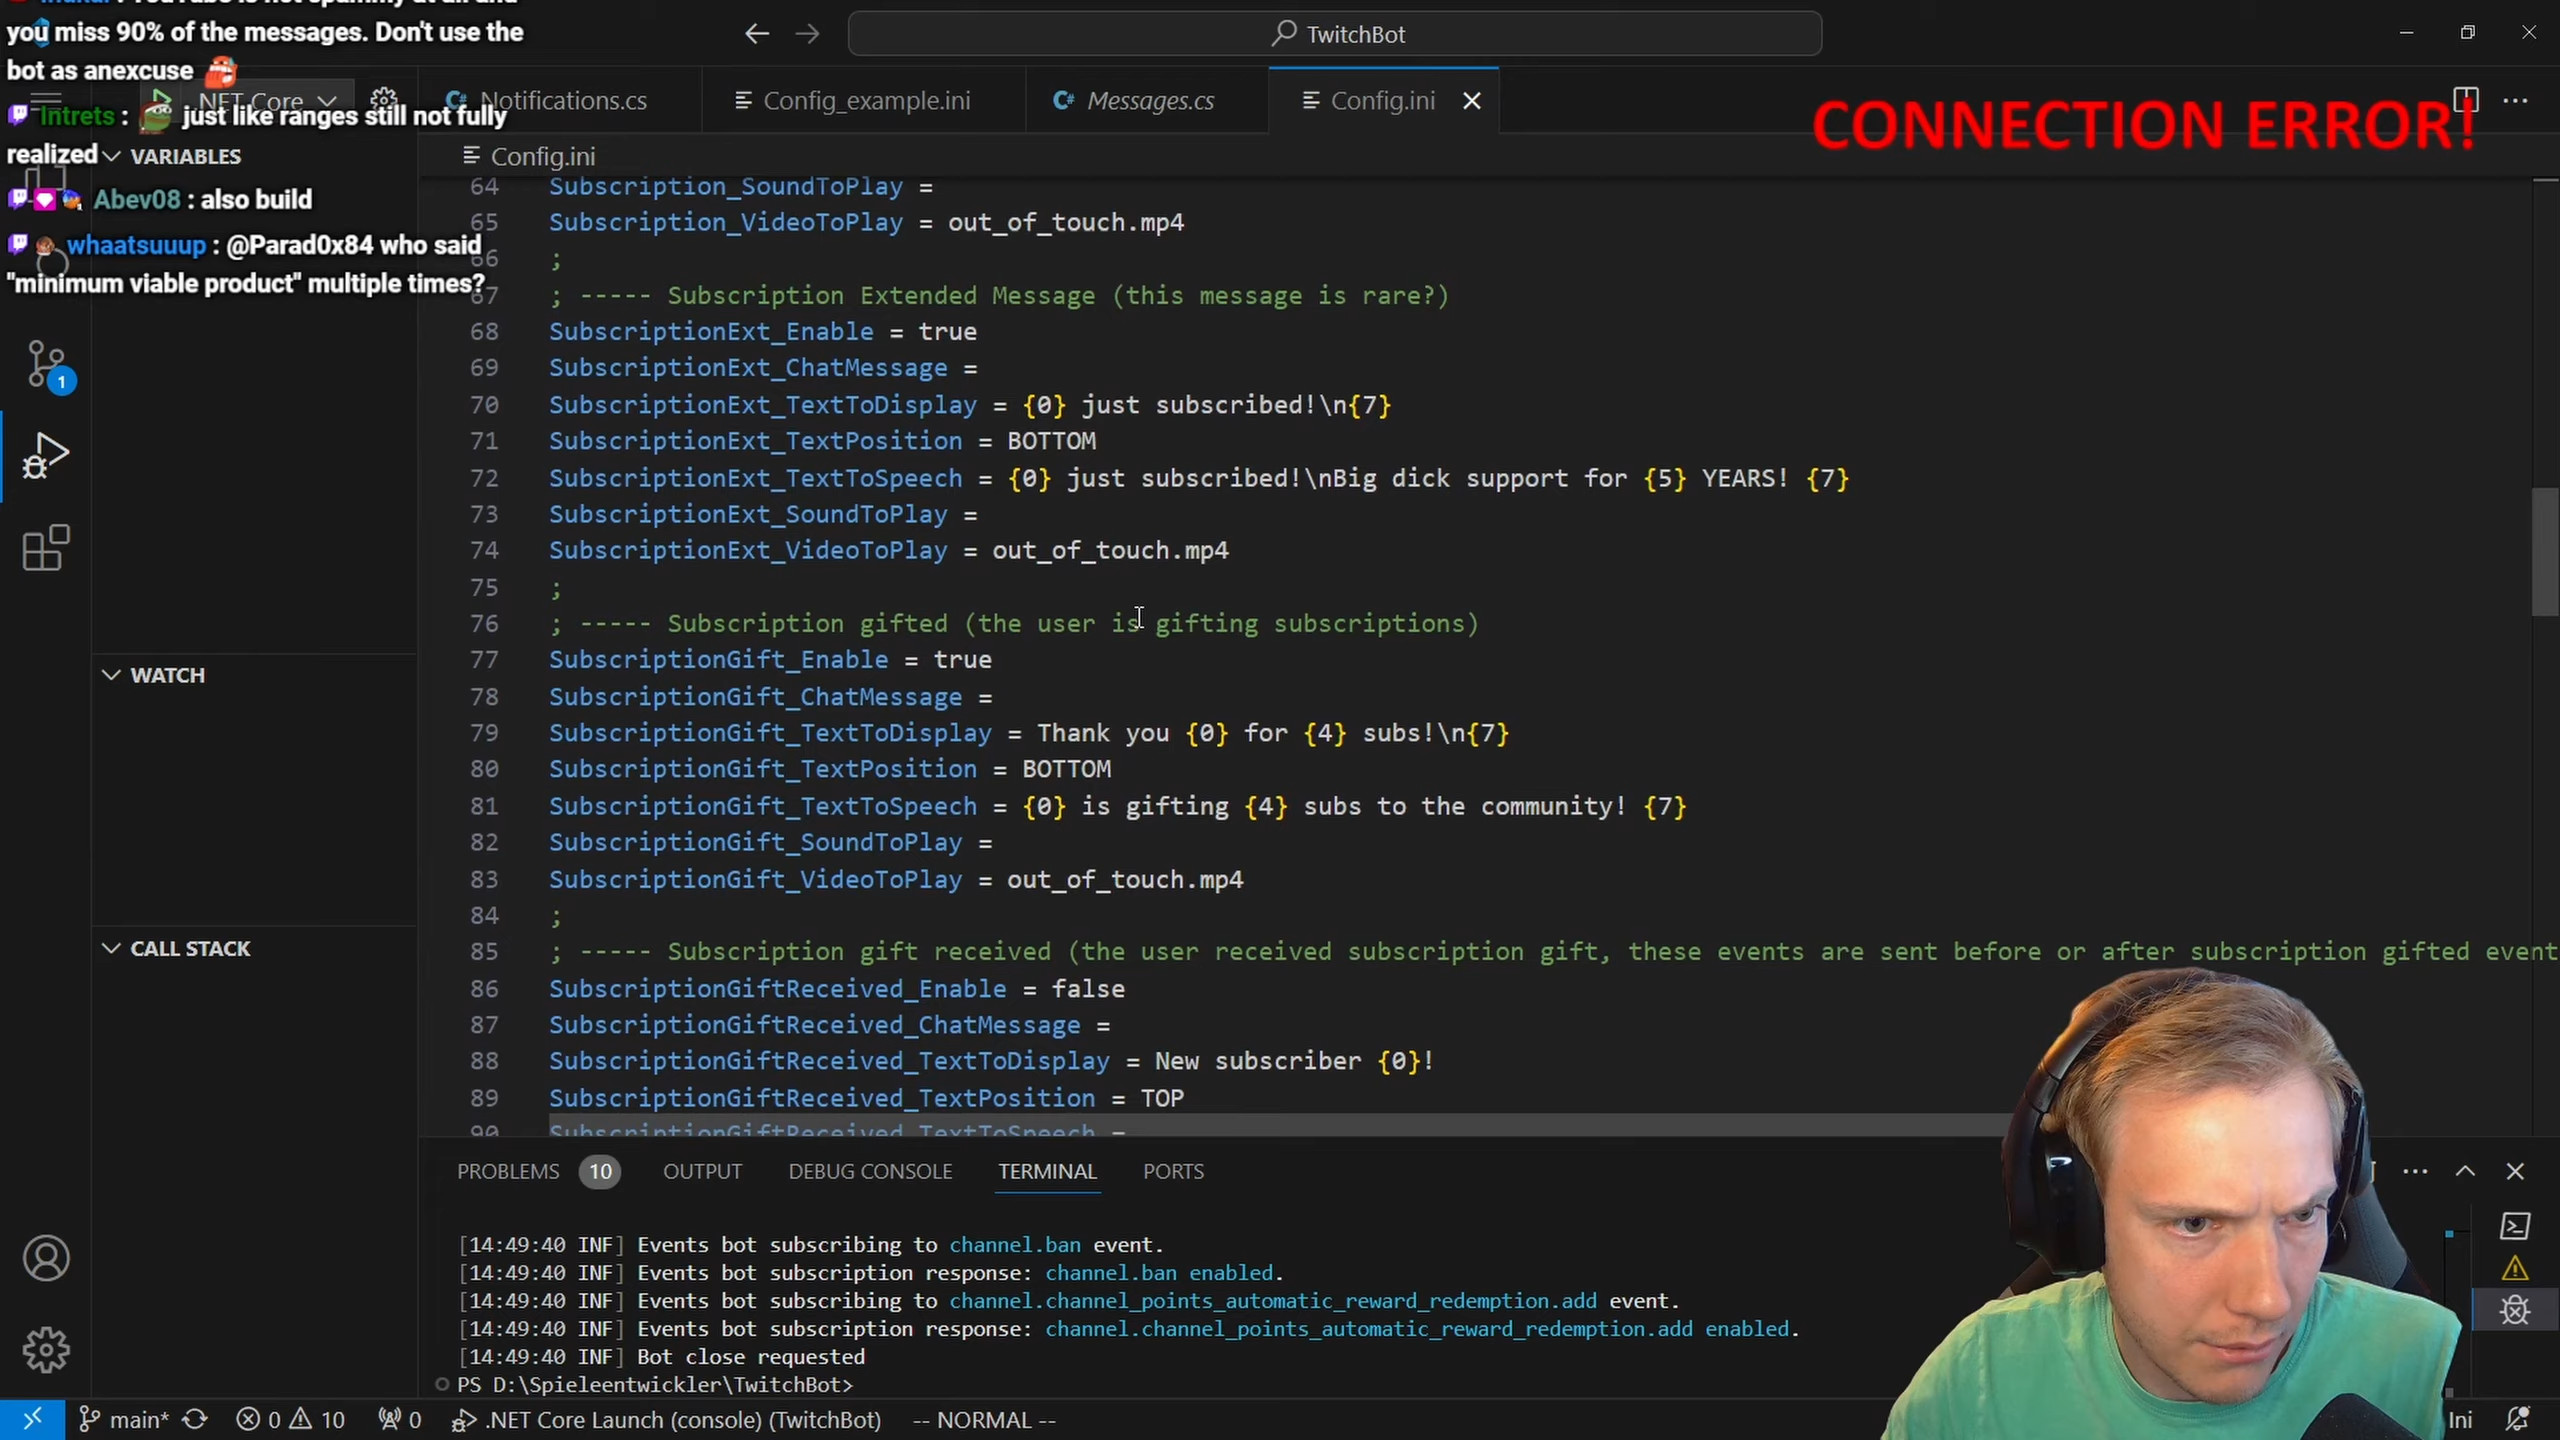 you miss 90% of the messages. Don't use the
bot as anexcuse
Intrets : just like ranges still not fully
realized
Abev08 : also build
whaatsuuup : @Parad0x84 who said
"minimum viable product" multiple times?
TwitchBot
NET Core
Notifications.cs
Config_example.ini
Messages.cs
Config.ini
CONNECTION ERROR!
Config.ini
VARIABLES
WATCH
CALL STACK
1
64 Subscription_SoundToPlay =
65 Subscription_VideoToPlay = out_of_touch.mp4
66 ;
67 ; ----- Subscription Extended Message (this message is rare?)
68 SubscriptionExt_Enable = true
69 SubscriptionExt_ChatMessage =
70 SubscriptionExt_TextToDisplay = {0} just subscribed!\n{7}
71 SubscriptionExt_TextPosition = BOTTOM
72 SubscriptionExt_TextToSpeech = {0} just subscribed!\nBig dick support for {5} YEARS! {7}
73 SubscriptionExt_SoundToPlay =
74 SubscriptionExt_VideoToPlay = out_of_touch.mp4
75 ;
76 ; ----- Subscription gifted (the user is gifting subscriptions)
77 SubscriptionGift_Enable = true
78 SubscriptionGift_ChatMessage =
79 SubscriptionGift_TextToDisplay = Thank you {0} for {4} subs!\n{7}
80 SubscriptionGift_TextPosition = BOTTOM
81 SubscriptionGift_TextToSpeech = {0} is gifting {4} subs to the community! {7}
82 SubscriptionGift_SoundToPlay =
83 SubscriptionGift_VideoToPlay = out_of_touch.mp4
84 ;
85 ; ----- Subscription gift received (the user received subscription gift, these events are sent before or after subscription gifted event
86 SubscriptionGiftReceived_Enable = false
87 SubscriptionGiftReceived_ChatMessage =
88 SubscriptionGiftReceived_TextToDisplay = New subscriber {0}!
89 SubscriptionGiftReceived_TextPosition = TOP
90 SubscriptionGiftReceived_TextToSpeech =
PROBLEMS 10 OUTPUT DEBUG CONSOLE TERMINAL PORTS
[14:49:40 INF] Events bot subscribing to channel.ban event.
[14:49:40 INF] Events bot subscription response: channel.ban enabled.
[14:49:40 INF] Events bot subscribing to channel.channel_points_automatic_reward_redemption.add event.
[14:49:40 INF] Events bot subscription response: channel.channel_points_automatic_reward_redemption.add enabled.
[14:49:40 INF] Bot close requested
PS D:\Spieleentwickler\TwitchBot>
main* 0 10 0 .NET Core Launch (console) (TwitchBot) -- NORMAL -- Ini